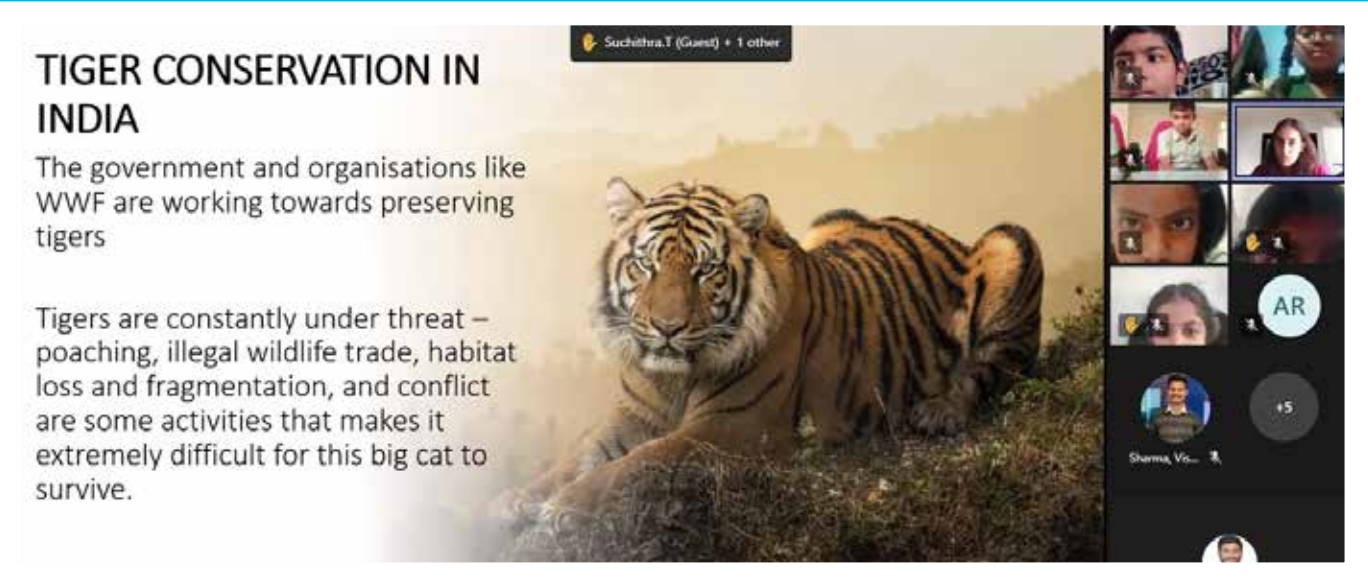 TIGER CONSERVATION IN
INDIA
The government and organisations like
WWF are working towards preserving
tigers
Tigers are constantly under threat –
poaching, illegal wildlife trade, habitat
loss and fragmentation, and conflict
are some activities that makes it
extremely difficult for this big cat to
survive.
Suchithra.T (Guest) + 1 other
AR
+5
Sharma, Vis...